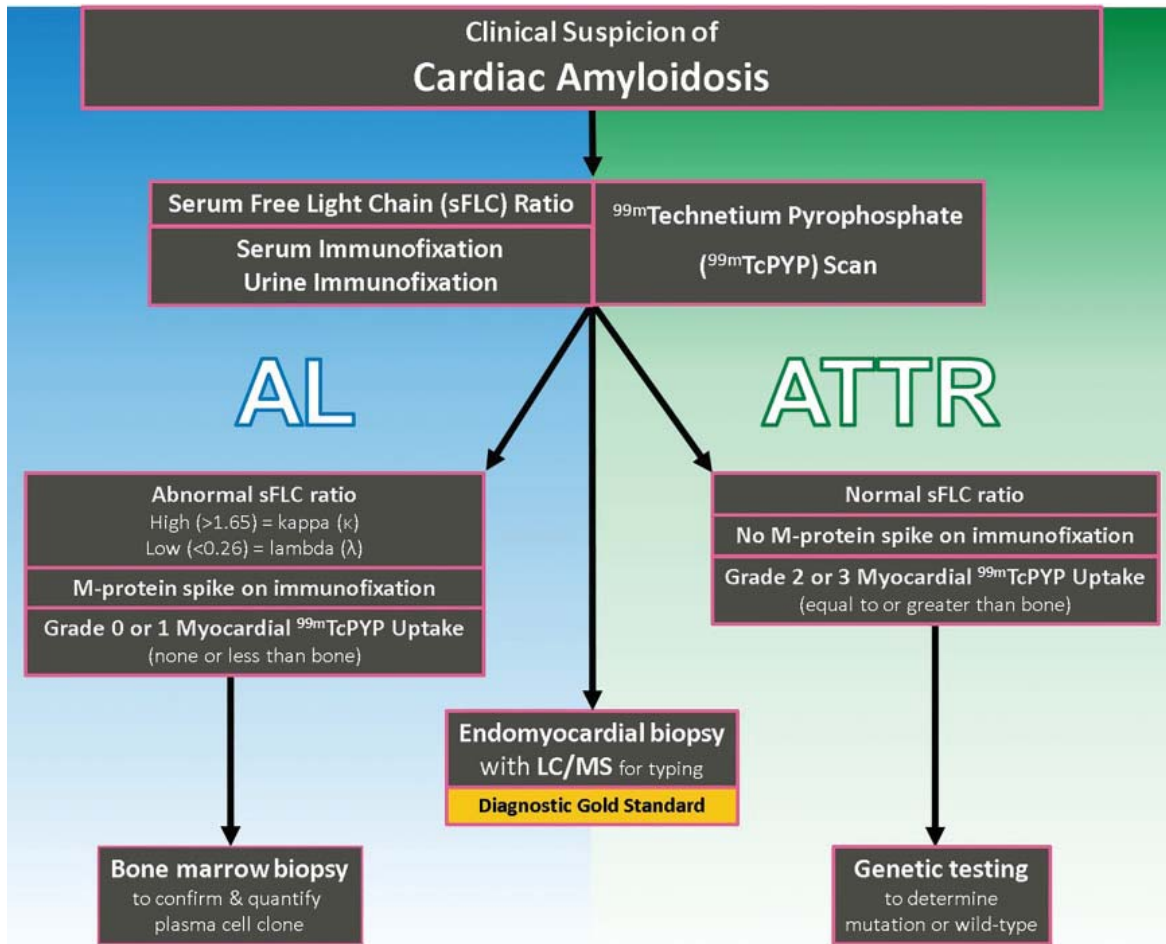 Clinical Suspicion of
Cardiac Amyloidosis
Serum Free Light Chain (sFLC) Ratio
Serum Immunofixation
Urine Immunofixation
⁹⁹ᵐTechnetium Pyrophosphate
(⁹⁹ᵐTcPYP) Scan
AL
ATTR
Abnormal sFLC ratio
High (>1.65) = kappa (κ)
Low (<0.26) = lambda (λ)
M-protein spike on immunofixation
Grade 0 or 1 Myocardial ⁹⁹ᵐTcPYP Uptake
(none or less than bone)
Normal sFLC ratio
No M-protein spike on immunofixation
Grade 2 or 3 Myocardial ⁹⁹ᵐTcPYP Uptake
(equal to or greater than bone)
Endomyocardial biopsy
with LC/MS for typing
Diagnostic Gold Standard
Bone marrow biopsy
to confirm & quantify
plasma cell clone
Genetic testing
to determine
mutation or wild-type